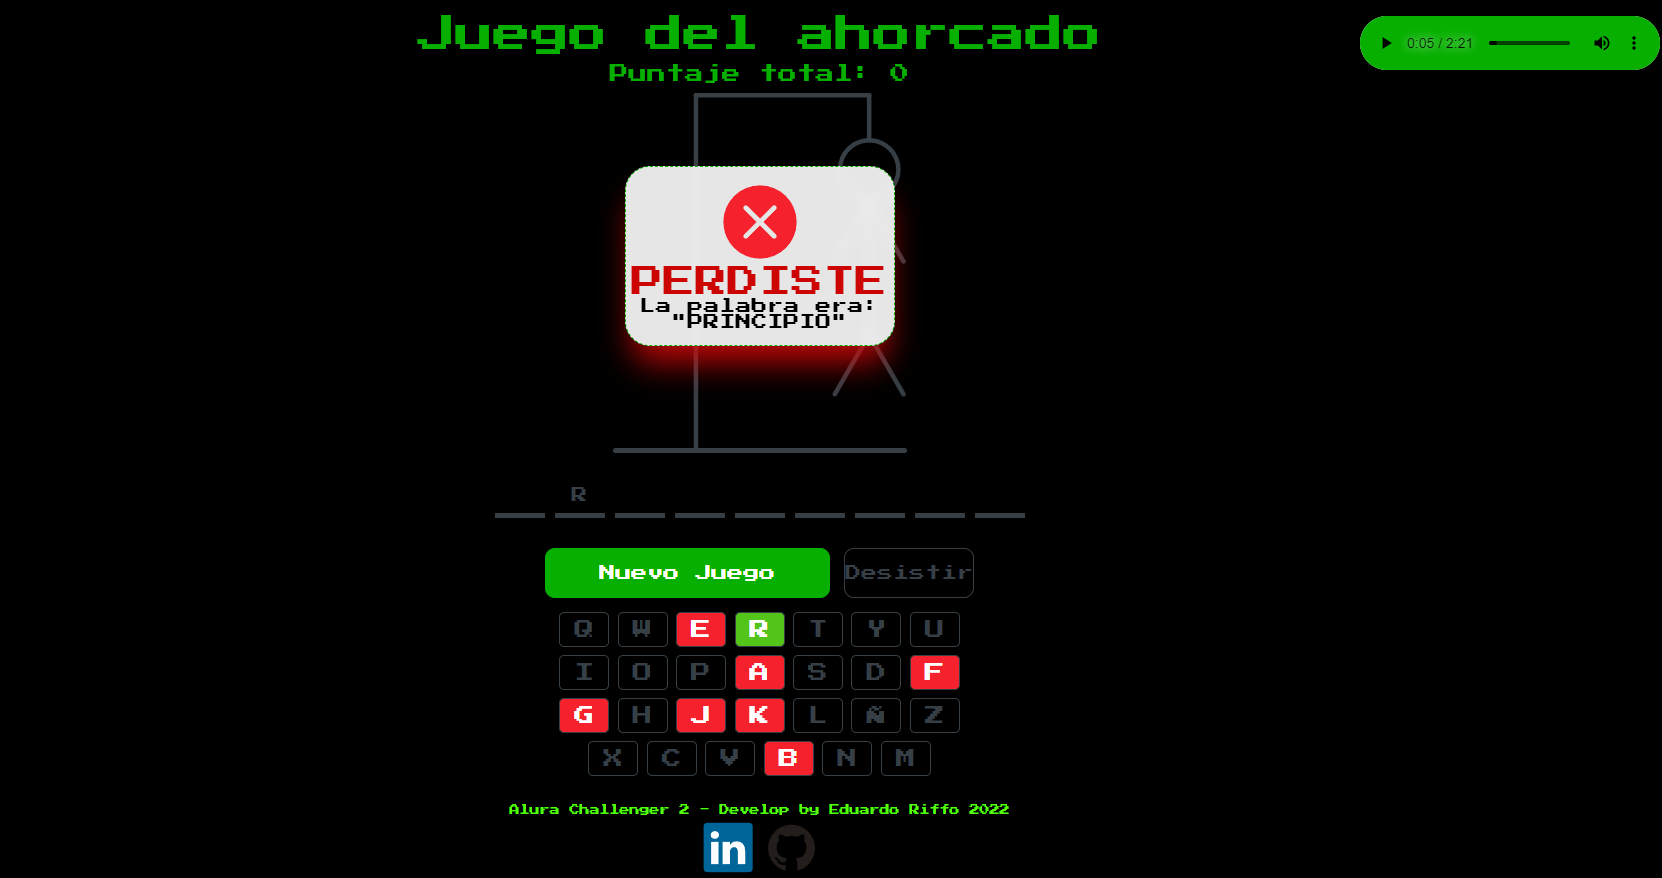 Juego del ahorcado
0:05 / 2:21
Puntaje total: 0
PERDISTE
La palabra era:
"PRINCIPIO"
R
Nuevo Juego Desistir
Q W E R T Y U
I O P A S D F
G H J K L Ñ Z
X C V B N M
Alura Challenger 2 - Develop by Eduardo Riffo 2022
in